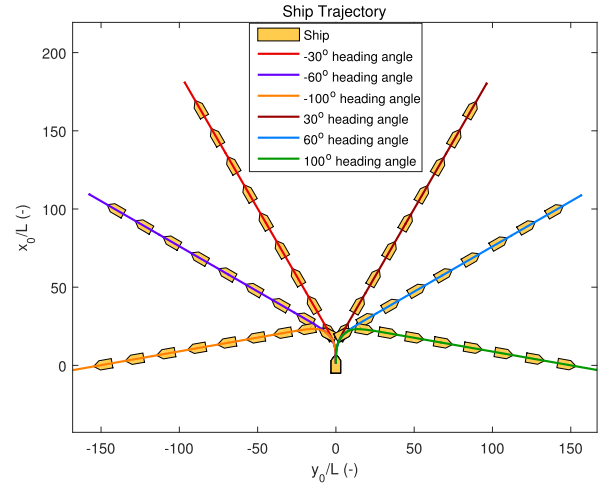 Ship Trajectory
Ship
-30° heading angle
-60° heading angle
-100° heading angle
30° heading angle
60° heading angle
100° heading angle
200
150
100
50
0
x₀/L (-)
-150 -100 -50 0 50 100 150
y₀/L (-)